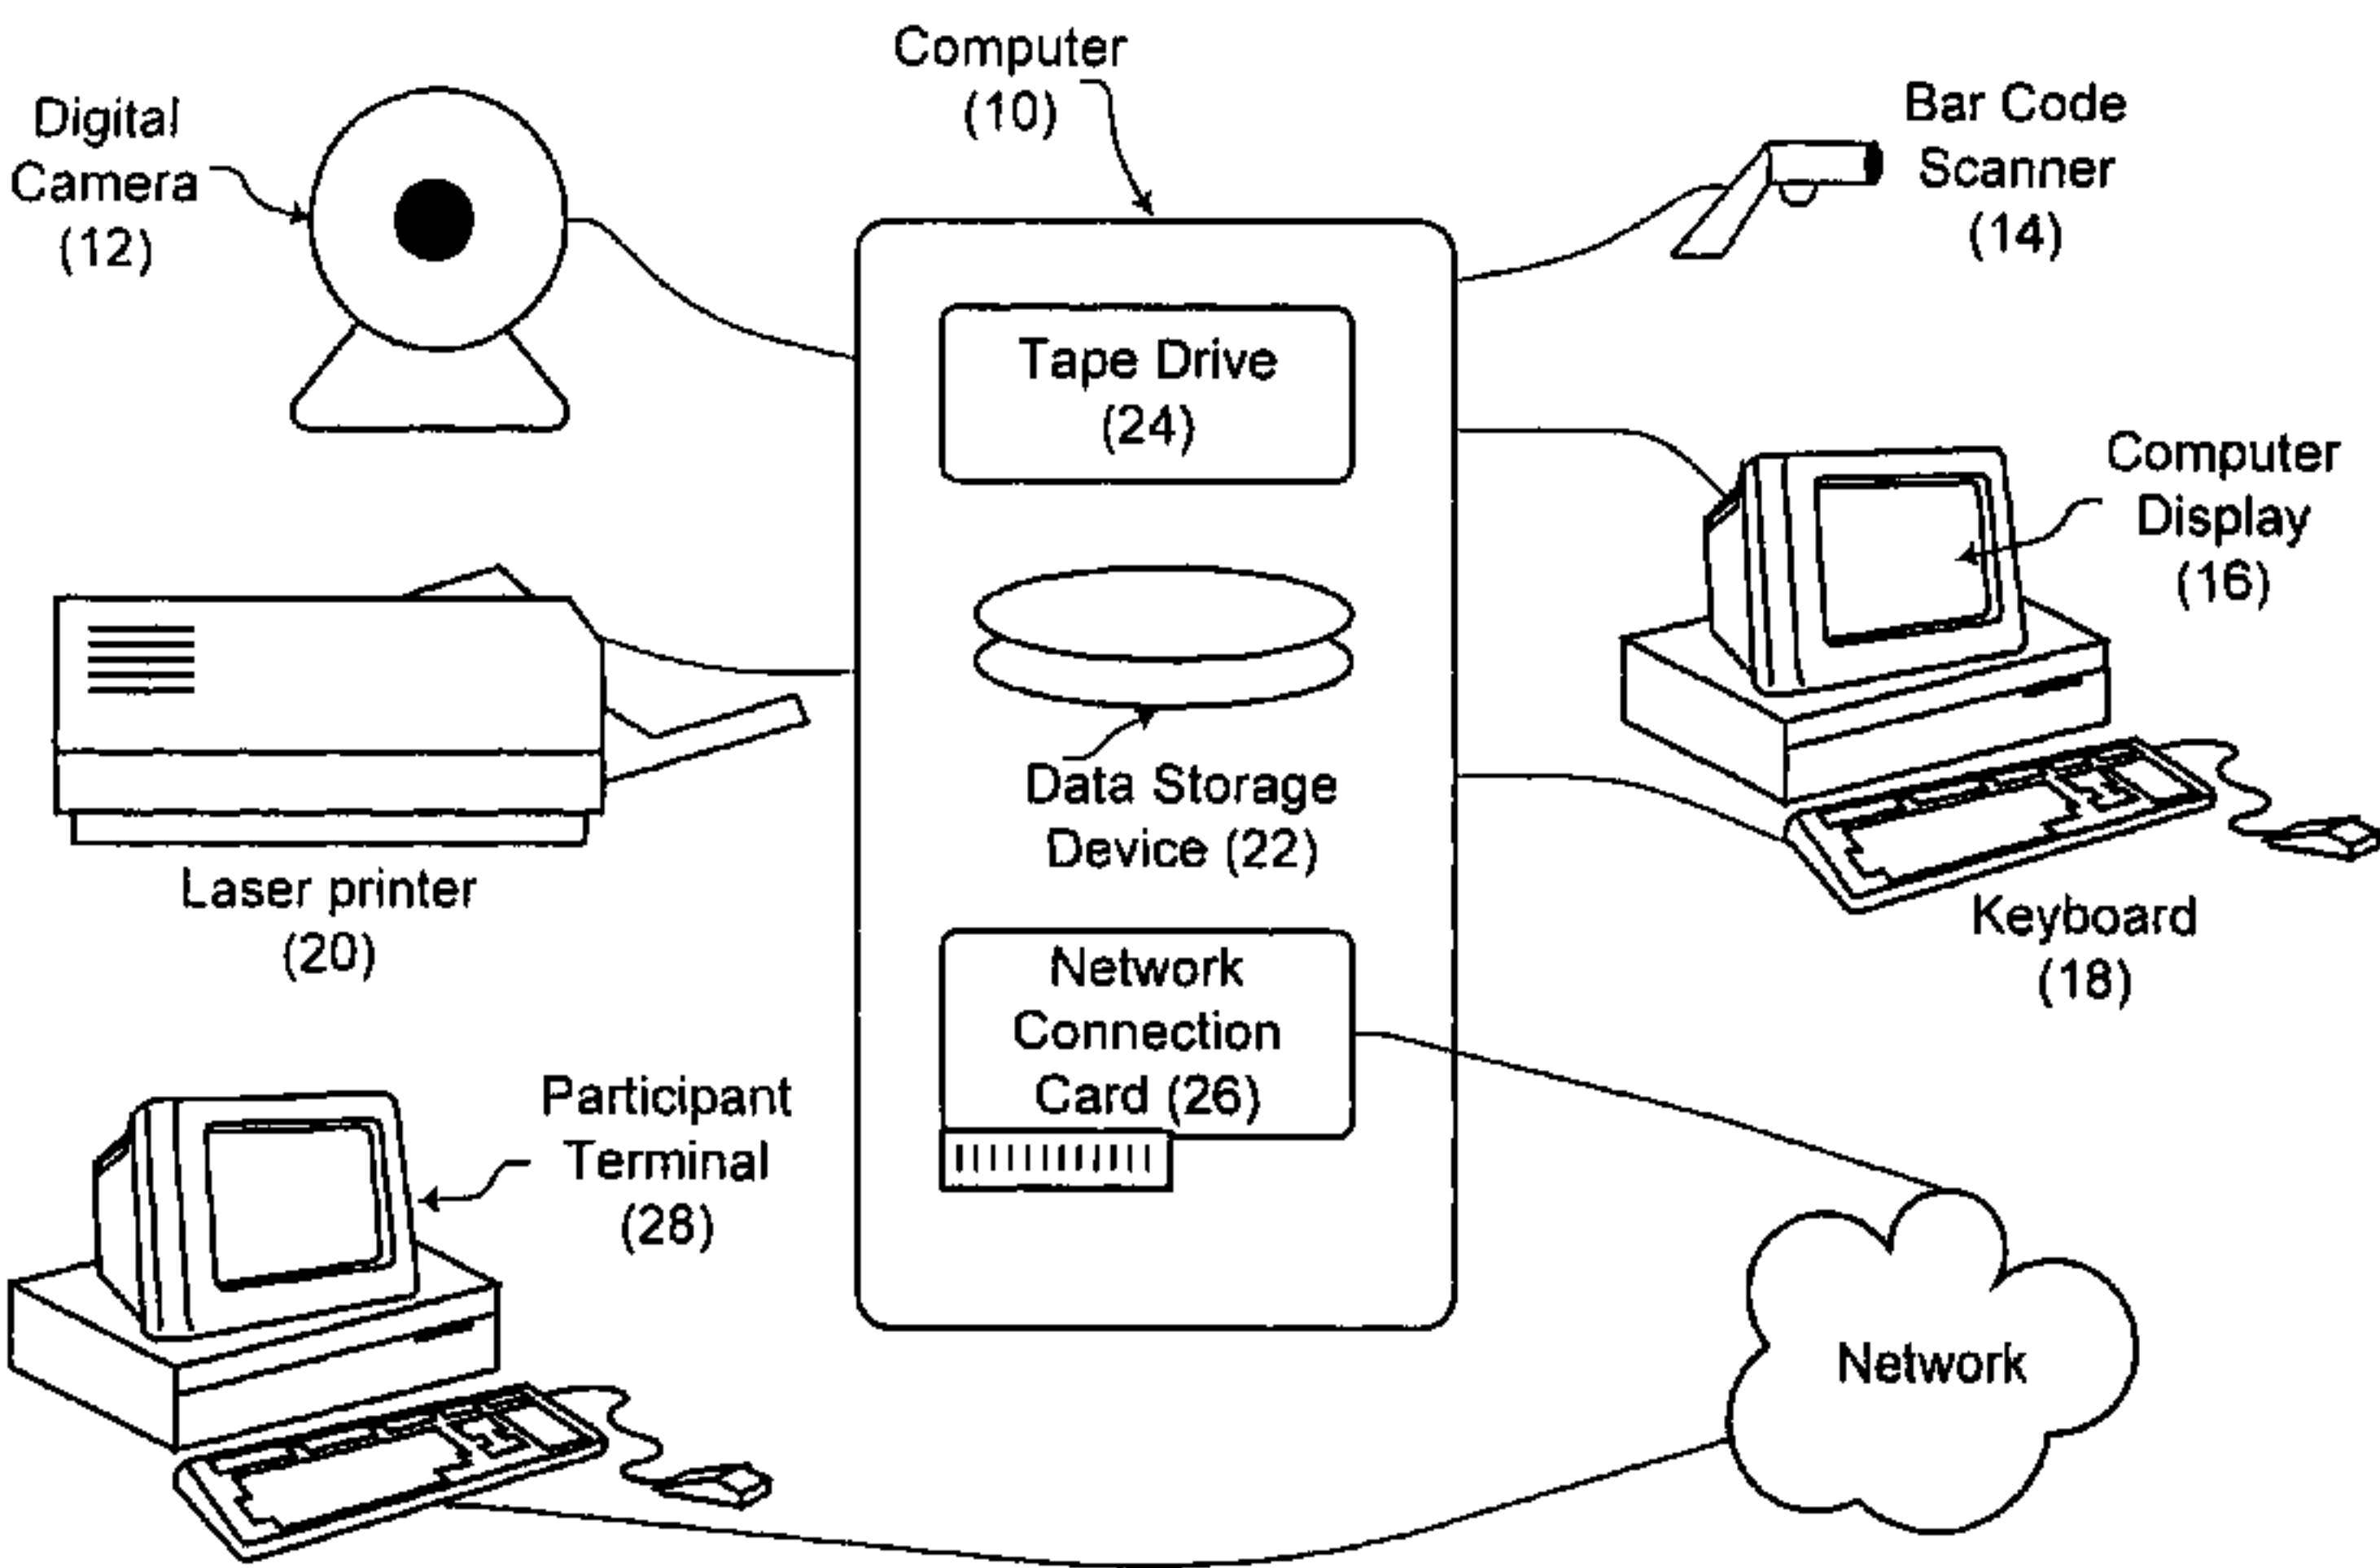 Computer
(10)
Digital
Camera
(12)
Bar Code
Scanner
(14)
Tape Drive
(24)
Computer
Display
(16)
Data Storage
Device (22)
Laser printer
(20)
Keyboard
(18)
Network
Connection
Card (26)
Participant
Terminal
(28)
Network